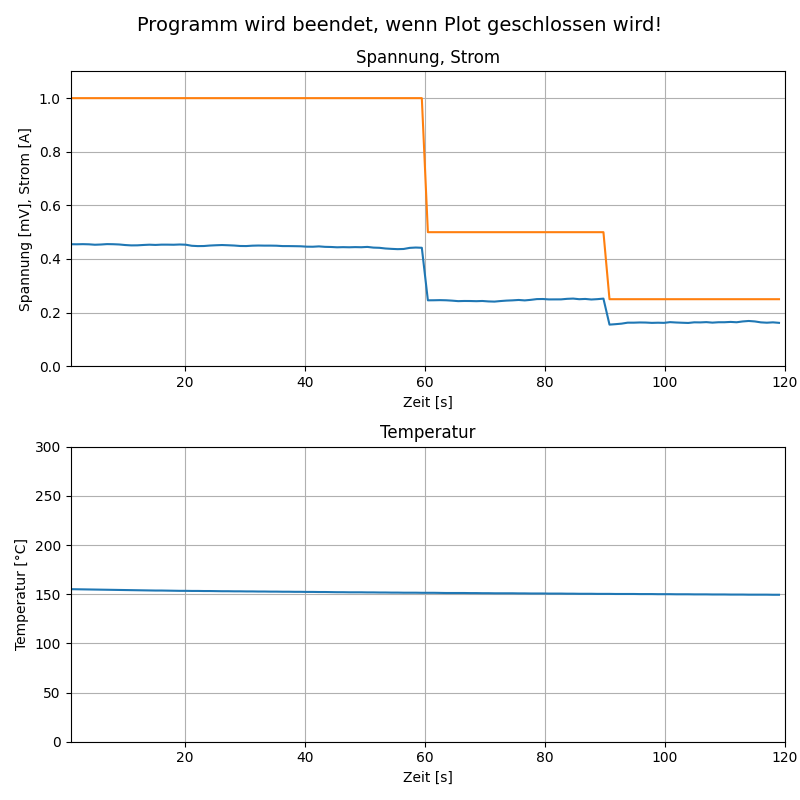 Programm wird beendet, wenn Plot geschlossen wird!
Spannung, Strom
Spannung [mV], Strom [A]
1.0
0.8
0.6
0.4
0.2
0.0
20 40 60 80 100 120
Zeit [s]
Temperatur
Temperatur [°C]
300
250
200
150
100
50
0
20 40 60 80 100 120
Zeit [s]